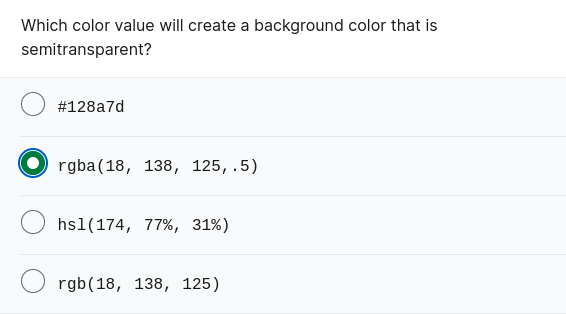 Which color value will create a background color that is
semitransparent?
#128a7d
rgba(18, 138, 125,.5)
hsl(174, 77%, 31%)
rgb(18, 138, 125)